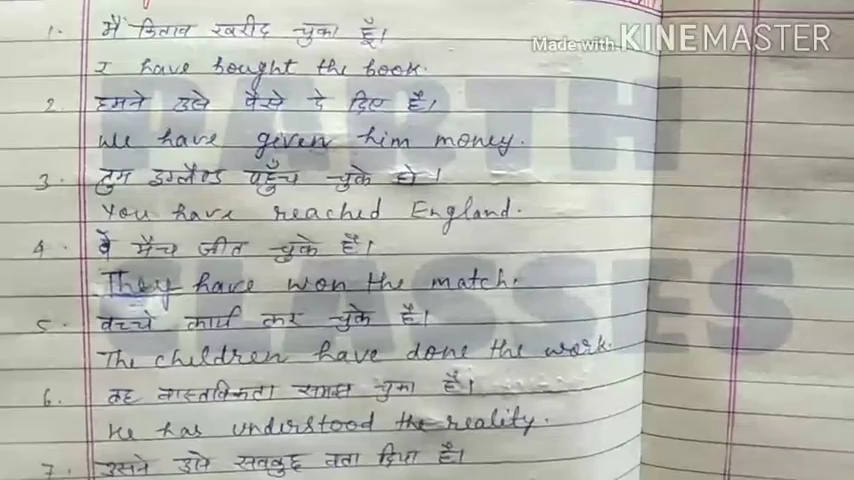 Made with KINEMASTER
1. मैं किताब खरीद चुका हूँ।
I have bought the book.
2. हमने उसे पैसे दे दिए हैं।
We have given him money.
3. तुम इंग्लैण्ड पहुँच चुके हो।
You have reached England.
4. वे मैच जीत चुके हैं।
They have won the match.
5. बच्चे कार्य कर चुके है।
The children have done the work.
6. वह वास्तविकता समझ चुका है।
He has understood the reality.
7. उसने उसे सबकुछ बता दिया है।
PARTH
CLASSES